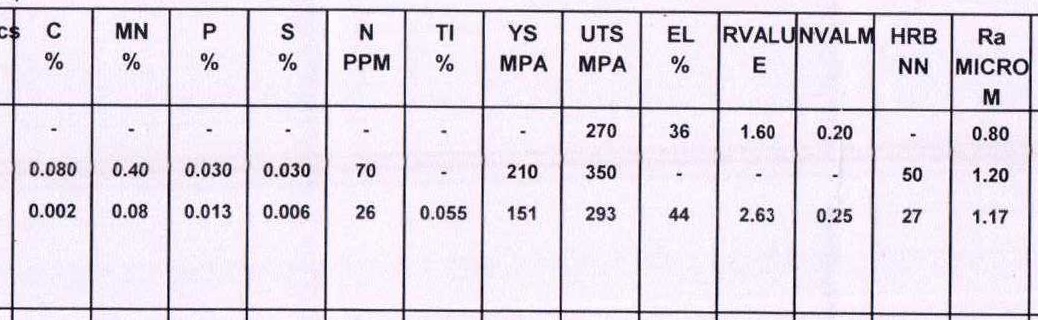 cs C MN P S N TI YS UTS EL RVALU NVALM HRB Ra
% % % % PPM % MPA MPA % E NN MICRO
M
- - - - - - - 270 36 1.60 0.20 - 0.80
0.080 0.40 0.030 0.030 70 - 210 350 - - - 50 1.20
0.002 0.08 0.013 0.006 26 0.055 151 293 44 2.63 0.25 27 1.17